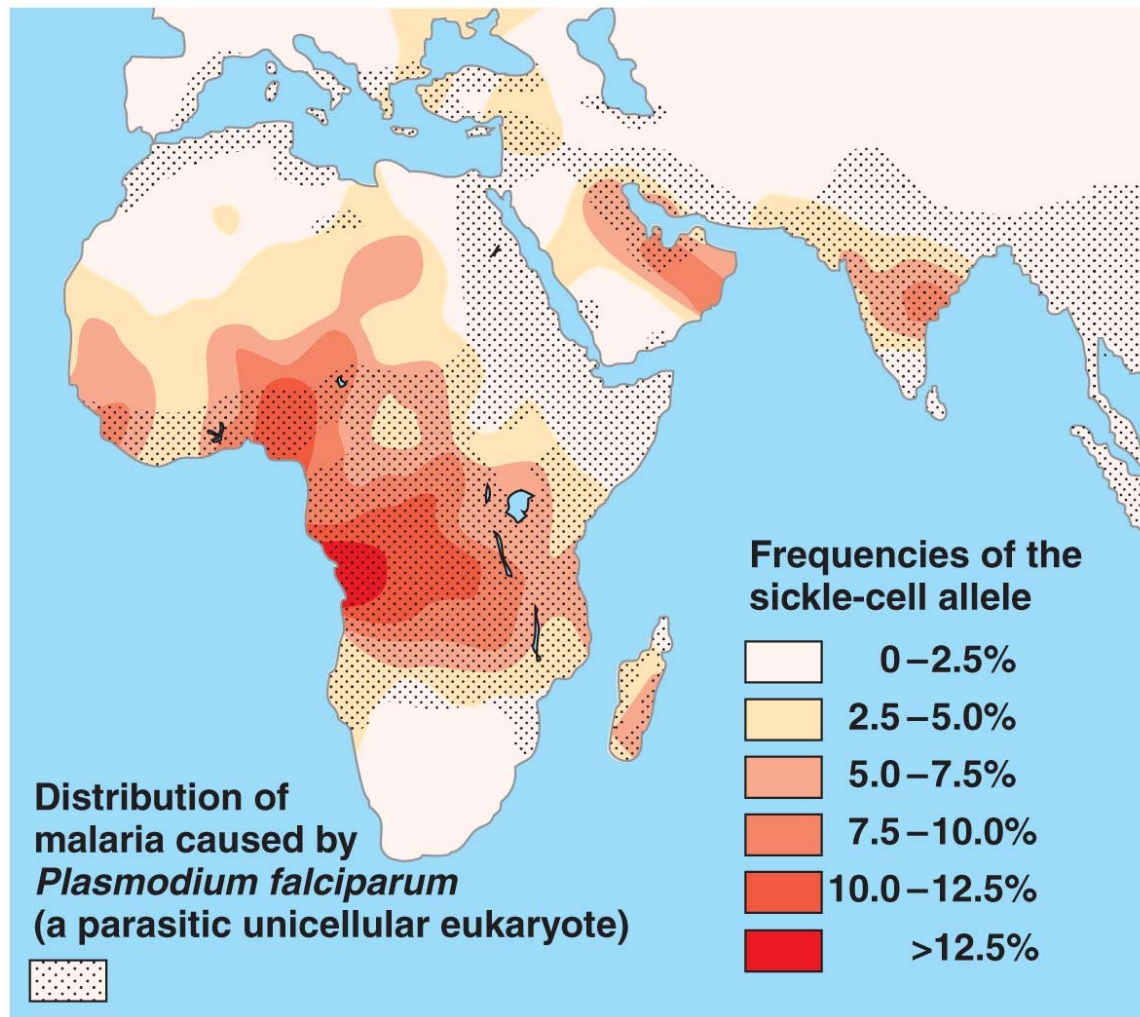 Frequencies of the
sickle-cell allele
0–2.5%
2.5–5.0%
5.0–7.5%
7.5–10.0%
10.0–12.5%
>12.5%
Distribution of
malaria caused by
Plasmodium falciparum
(a parasitic unicellular eukaryote)